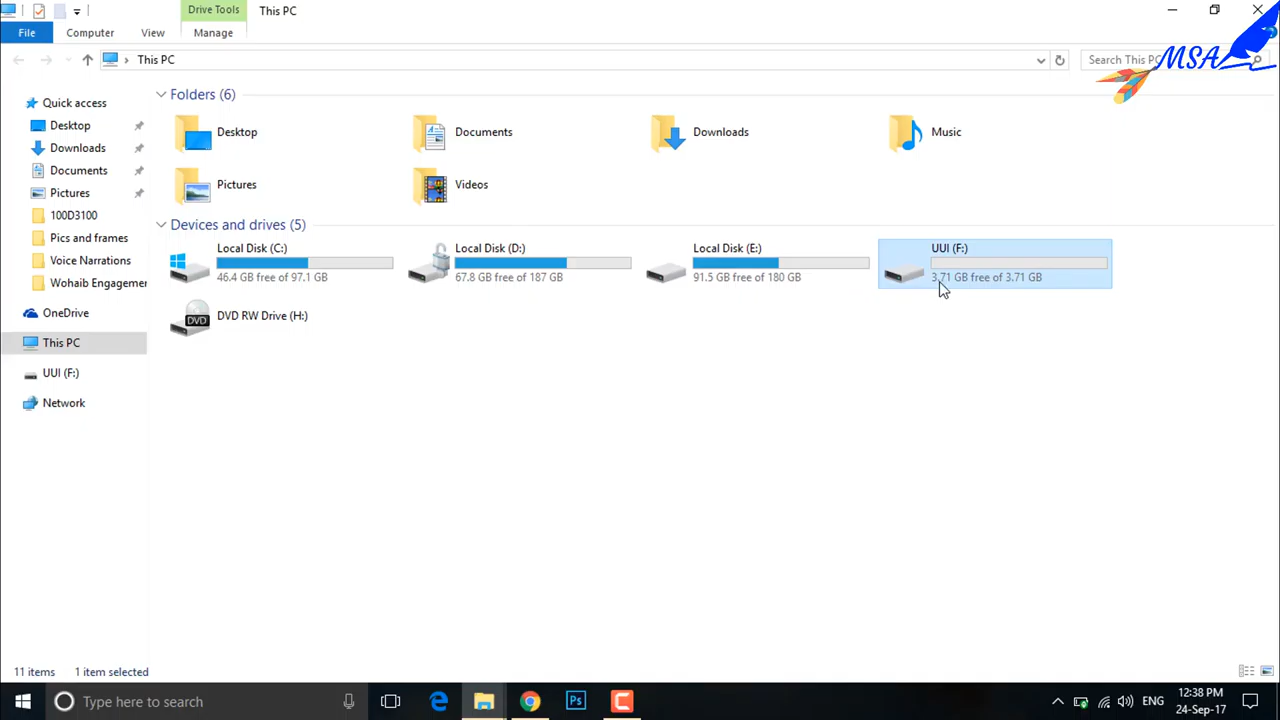 Drive Tools
This PC
File
Computer
View
Manage
This PC
Search This PC
MSA
Quick access
Desktop
Downloads
Documents
Pictures
100D3100
Pics and frames
Voice Narrations
Wohaib Engagemer
OneDrive
This PC
UUI (F:)
Network
Folders (6)
Desktop
Documents
Downloads
Music
Pictures
Videos
Devices and drives (5)
Local Disk (C:)
46.4 GB free of 97.1 GB
Local Disk (D:)
67.8 GB free of 187 GB
Local Disk (E:)
91.5 GB free of 180 GB
UUI (F:)
3.71 GB free of 3.71 GB
DVD
DVD RW Drive (H:)
11 items
1 item selected
Type here to search
Ps
ENG
12:38 PM
24-Sep-17